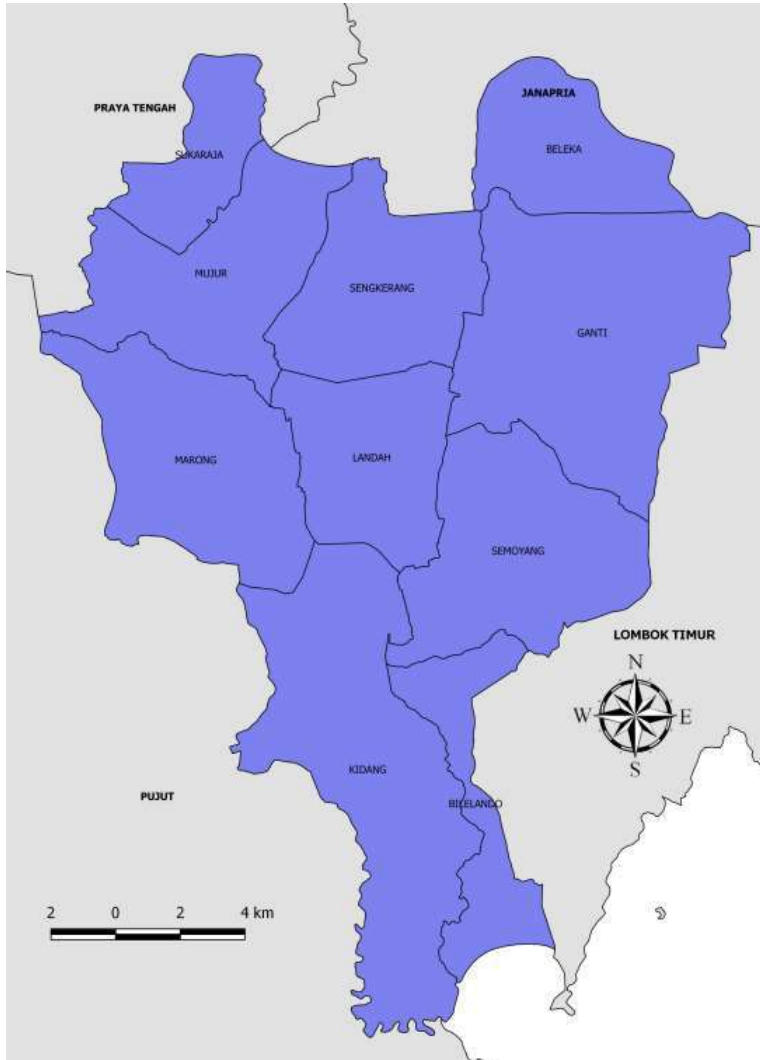 JANAPRIA
PRAYA TENGAH
BELEKA
SUKARAJA
MUJUR
SENGKERANG
GANTI
MARONG
LANDAH
SEMOYANG
LOMBOK TIMUR
N
W
E
S
KIDANG
PUJUT
BILELANDO
2 0 2 4 km